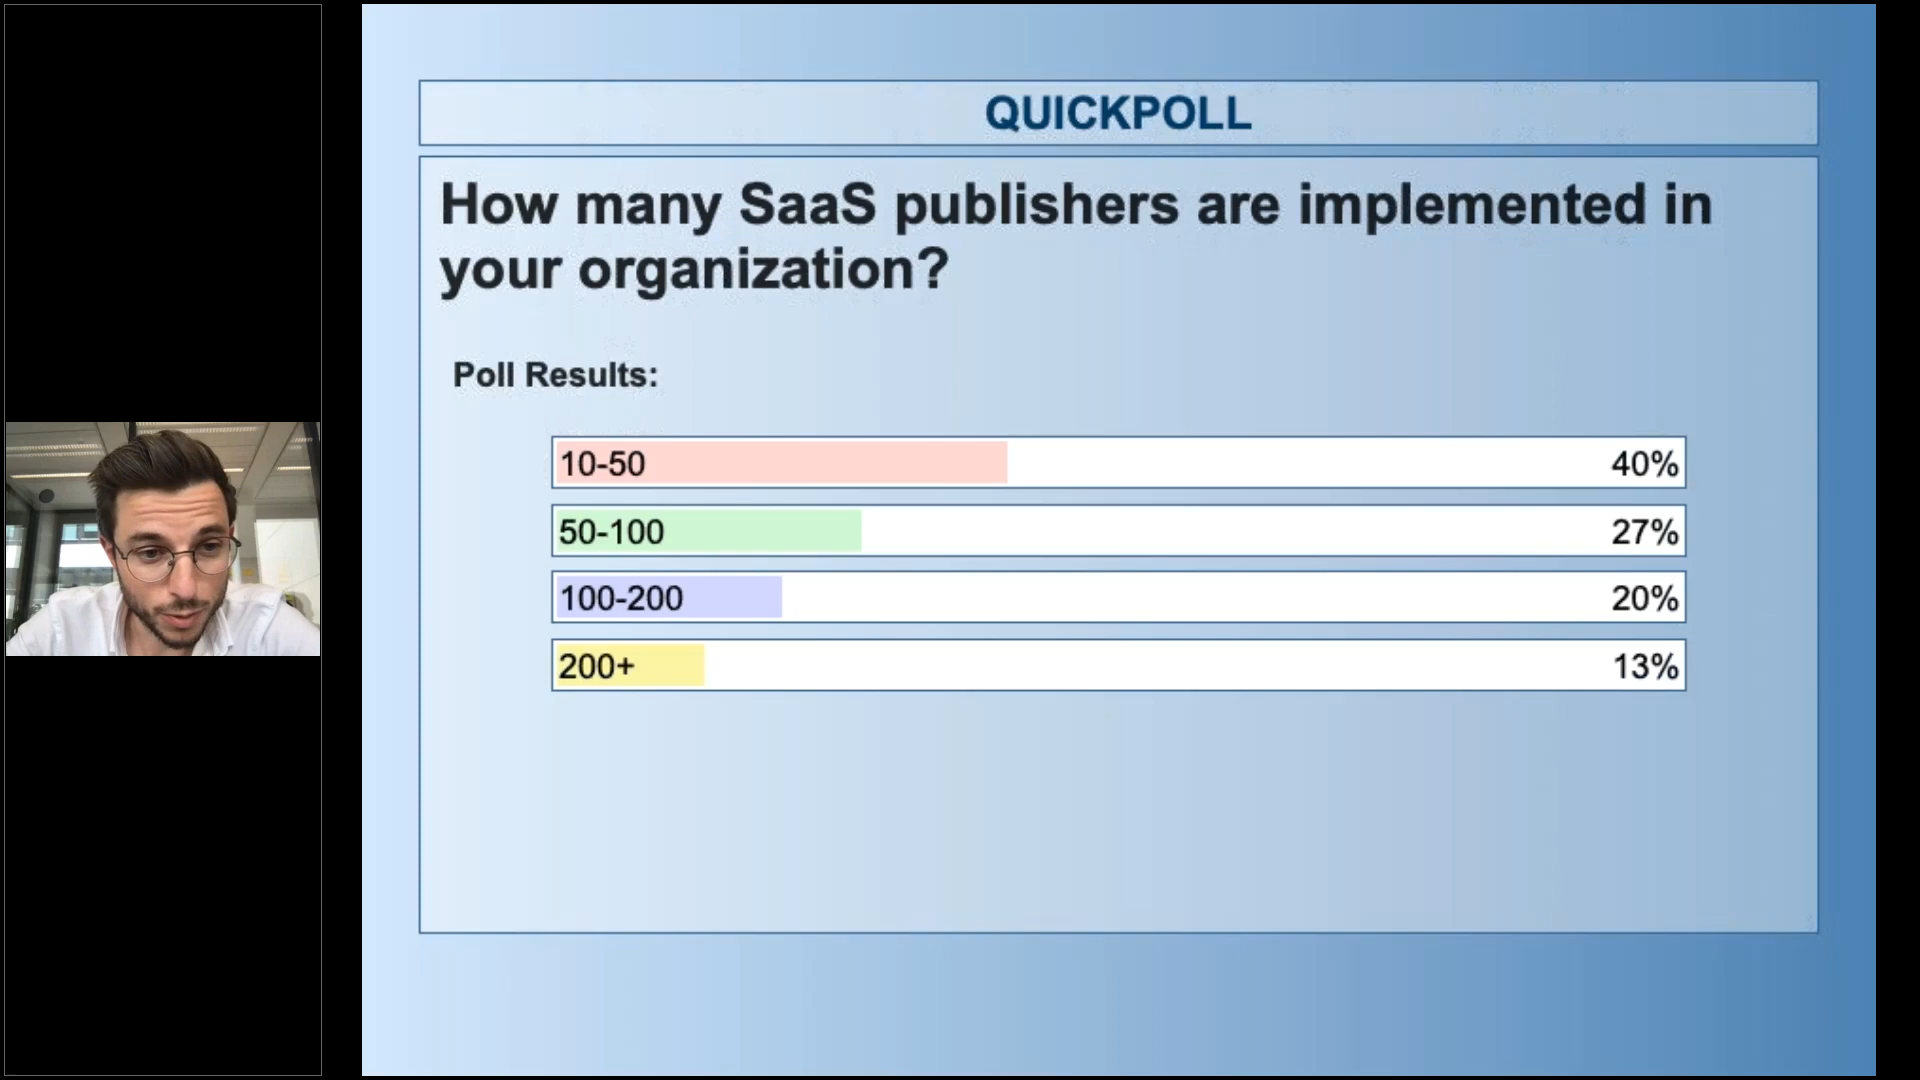 QUICKPOLL
How many SaaS publishers are implemented in
your organization?
Poll Results:
10-50 40%
50-100 27%
100-200 20%
200+ 13%